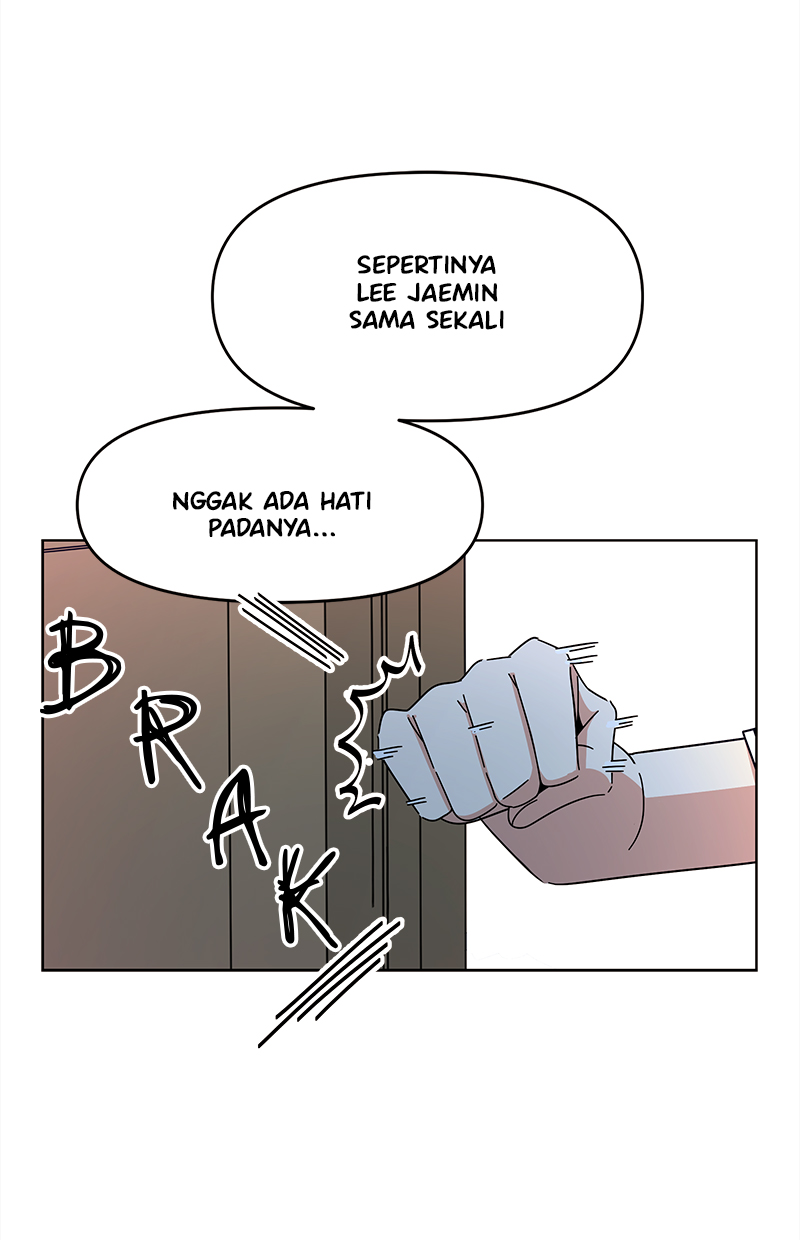 SEPERTINYA
LEE JAEMIN
SAMA SEKALI
NGGAK ADA HATI
PADANYA...
BRAK